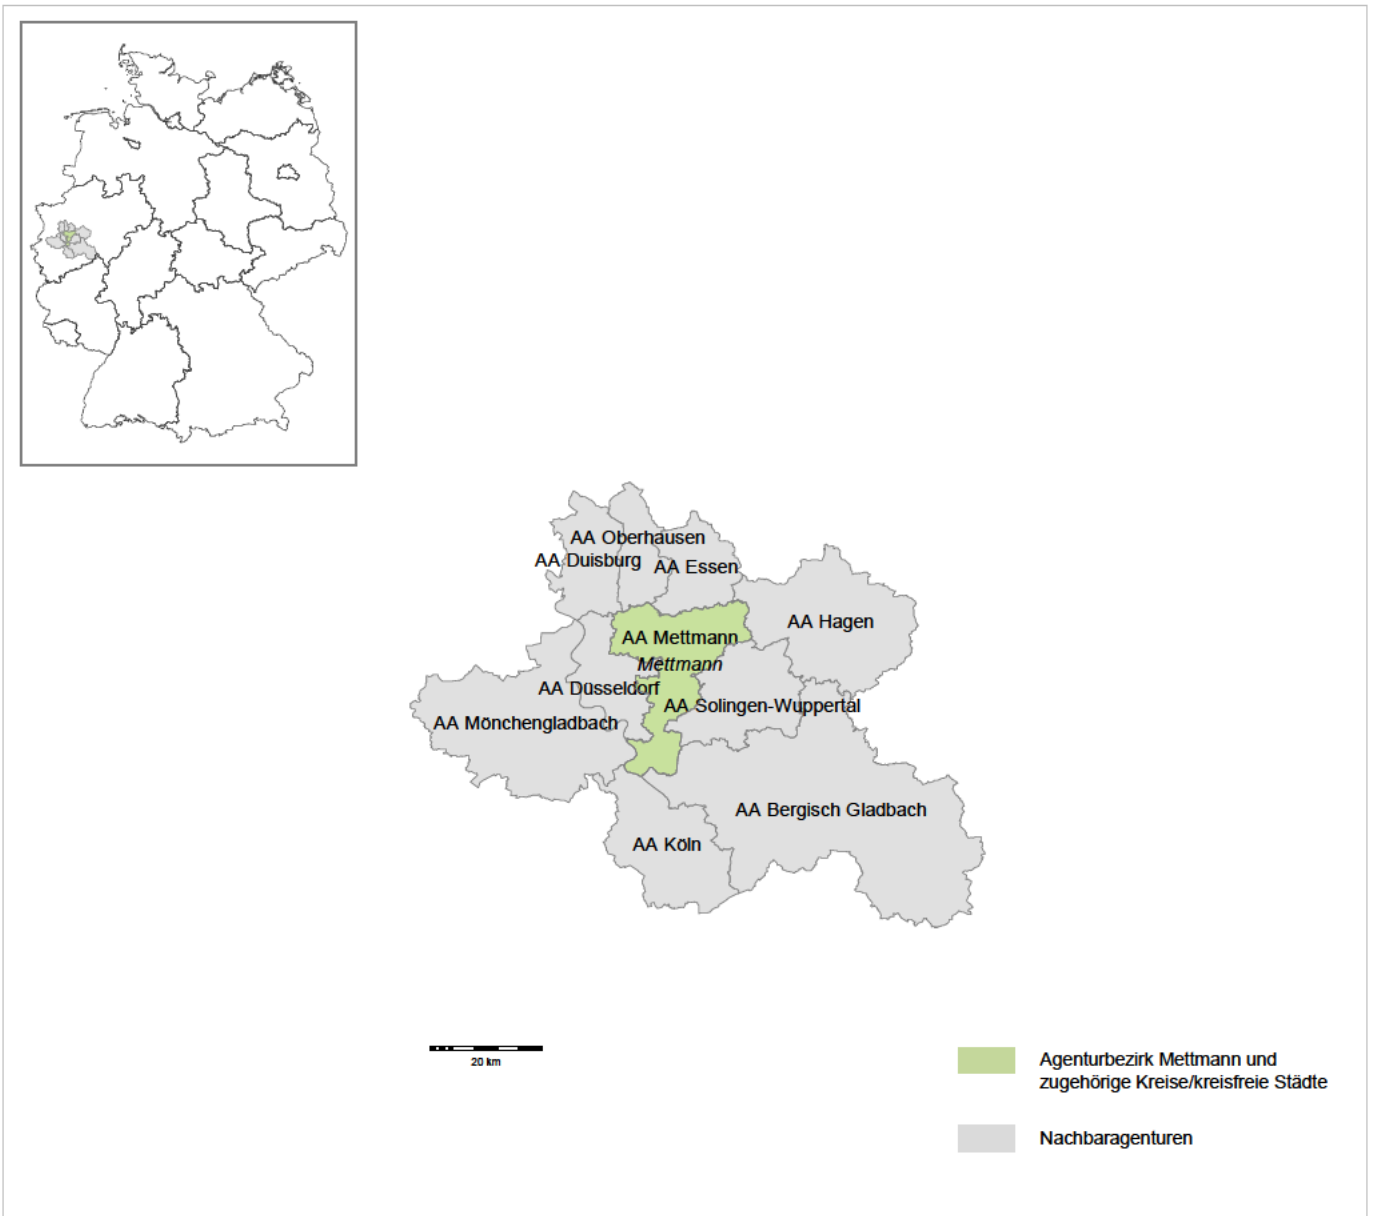 AA Oberhausen
AA Duisburg
AA Essen
AA Hagen
AA Mettmann
Mettmann
AA Düsseldorf
AA Solingen-Wuppertal
AA Mönchengladbach
AA Bergisch Gladbach
AA Köln
20 km
Agenturbezirk Mettmann und
zugehörige Kreise/kreisfreie Städte
Nachbaragenturen